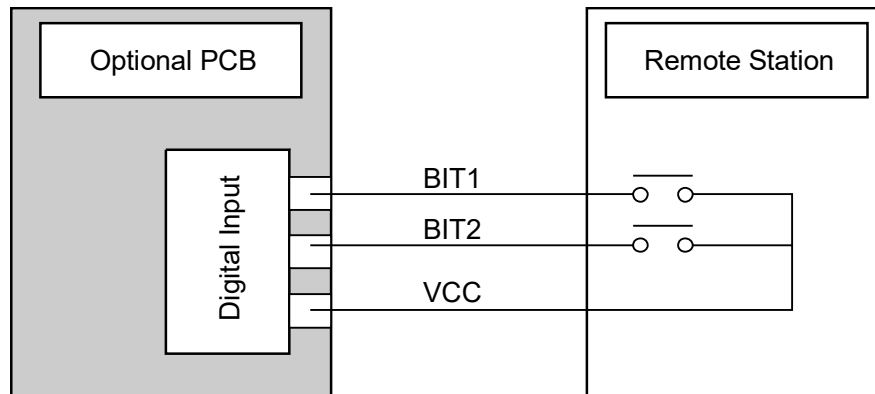 Optional PCB
Remote Station
Digital Input
BIT1
BIT2
VCC